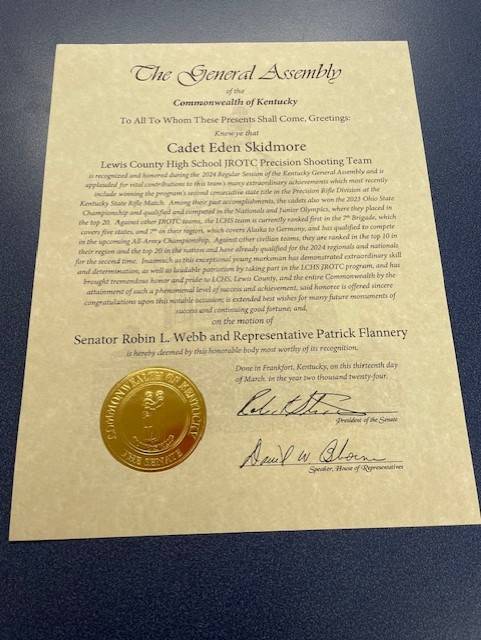 The General Assembly
of the
Commonwealth of Kentucky
To All To Whom These Presents Shall Come, Greetings:
Know ye that
Cadet Eden Skidmore
Lewis County High School JROTC Precision Shooting Team
is recognized and honored during the 2024 Regular Session of the Kentucky General Assembly and is
applauded for vital contributions to this team's many extraordinary achievements which most recently
include winning the program's second consecutive state title in the Precision Rifle Division at the
Kentucky State Rifle Match. Among their past accomplishments, the cadets also won the 2023 Ohio State
Championship and qualified and competed in the Nationals and Junior Olympics, where they placed in
the top 20. Against other JROTC teams, the LCHS team is currently ranked first in the 7th Brigade, which
covers five states, and 7th in their region, which covers Alaska to Germany, and has qualified to compete
in the upcoming All-Army Championship. Against other civilian teams, they are ranked in the top 10 in
their region and the top 20 in the nation and have already qualified for the 2024 regionals and nationals
for the second time. Inasmuch as this exceptional young marksman has demonstrated extraordinary skill
and determination, as well as laudable patriotism by taking part in the LCHS JROTC program, and has
brought tremendous honor and pride to LCHS, Lewis County, and the entire Commonwealth by the
attainment of such a phenomenal level of success and achievement, said honoree is offered sincere
congratulations upon this notable occasion; is extended best wishes for many future monuments of
success and continuing good fortune; and,
on the motion of
Senator Robin L. Webb and Representative Patrick Flannery
is hereby deemed by this honorable body most worthy of its recognition.
Done in Frankfort, Kentucky, on this thirteenth
day of March, in the year two thousand twenty-four.
President of the Senate
David W. Osborne
Speaker, House of Representatives
COMMONWEALTH OF KENTUCKY
THE SENATE